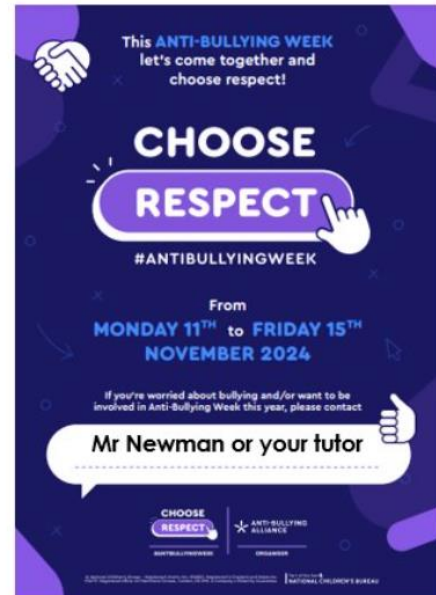 This ANTI-BULLYING WEEK
let's come together and
choose respect!
CHOOSE
RESPECT
#ANTIBULLYINGWEEK
From
MONDAY 11TH to FRIDAY 15TH
NOVEMBER 2024
If you're worried about bullying and/or want to be
involved in Anti-Bullying Week this year, please contact
Mr Newman or your tutor
CHOOSE
RESPECT
#ANTIBULLYINGWEEK
ANTI-BULLYING
ALLIANCE
ORGANISER
NATIONAL CHILDREN'S BUREAU